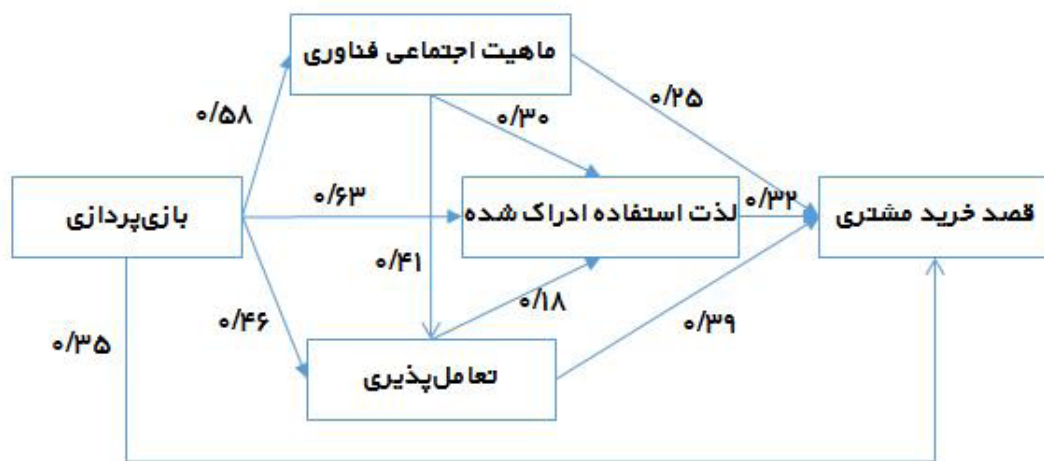 ماهیت اجتماعی فناوری
۰/۲۵
۰/۵۸
۰/۳۰
بازی‌پردازی
۰/۶۳
لذت استفاده ادراک شده
۰/۳۲
قصد خرید مشتری
۰/۴۱
۰/۱۸
۰/۴۶
۰/۳۹
۰/۳۵
تعامل‌پذیری